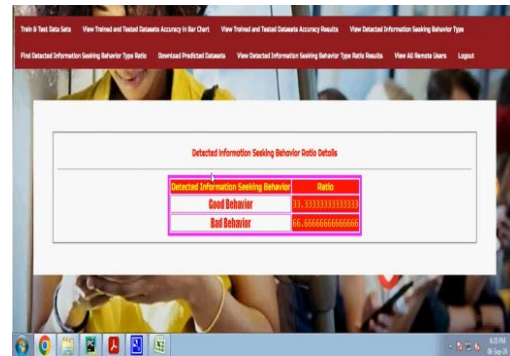 Train & Test Data Sets View Trained and Tested Datasets Accuracy in Bar Chart View Trained and Tested Datasets Accuracy Results View Detected Information Seeking Behavior Type
Find Detected Information Seeking Behavior Type Ratio Download Predicted Datasets View Detected Information Seeking Behavior Type Ratio Results View All Remote Users Logout
Detected Information Seeking Behavior Ratio Details
Detected Information Seeking Behavior Ratio
Good Behavior 33.33333333333333
Bad Behavior 66.66666666666666